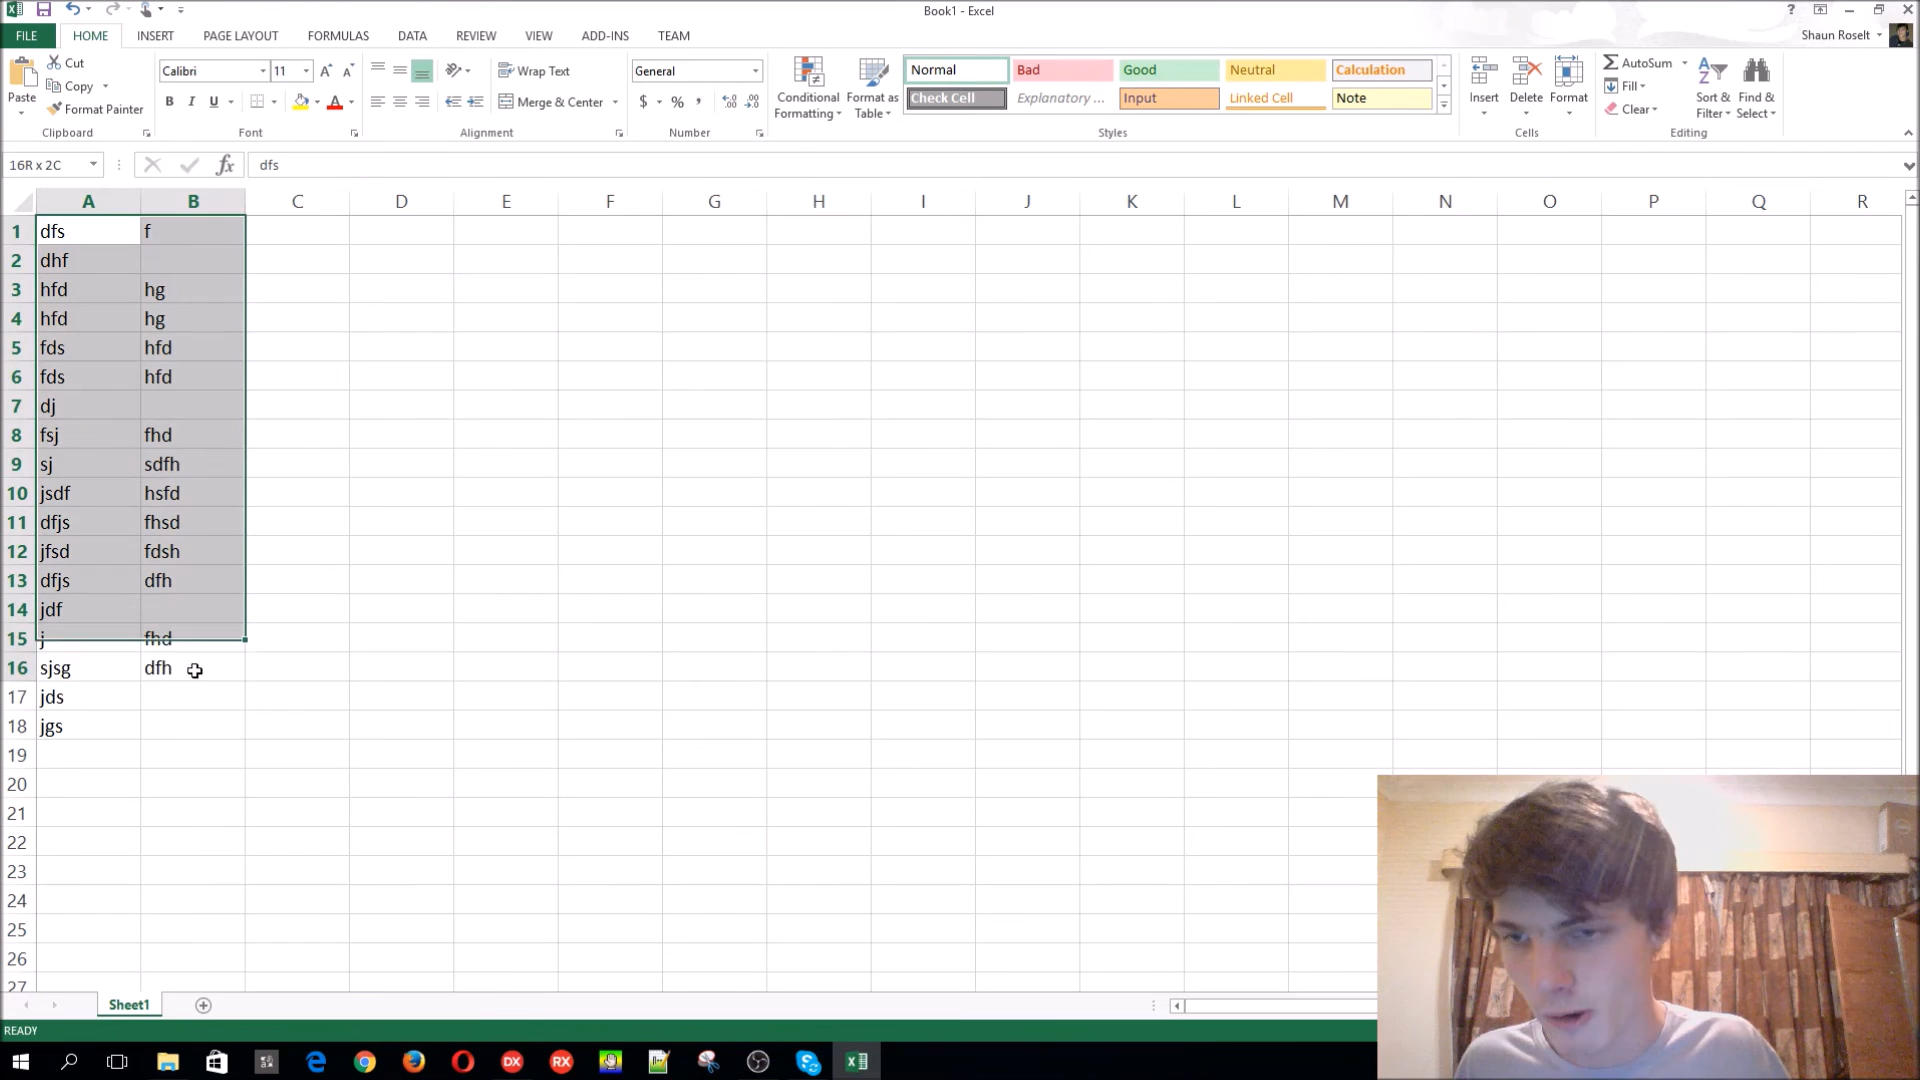 Book1 - Excel
FILE HOME INSERT PAGE LAYOUT FORMULAS DATA REVIEW VIEW ADD-INS TEAM Shaun Roselt
Paste Cut Copy Format Painter Clipboard
Calibri 11 B I U Font
Wrap Text Merge & Center Alignment
General $ % , Number
Conditional Formatting Format as Table
Normal Bad Good Neutral Calculation
Check Cell Explanatory ... Input Linked Cell Note
Styles
Insert Delete Format Cells
AutoSum Fill Clear Sort & Filter Find & Select Editing
16R x 2C fx dfs
A B C D E F G H I J K L M N O P Q R
1 dfs f
2 dhf
3 hfd hg
4 hfd hg
5 fds hfd
6 fds hfd
7 dj
8 fsj fhd
9 sj sdfh
10 jsdf hsfd
11 dfjs fhsd
12 jfsd fdsh
13 dfjs dfh
14 jdf
15 j fhd
16 sjsg dfh
17 jds
18 jgs
19
20
21
22
23
24
25
26
27
Sheet1
READY
DX RX